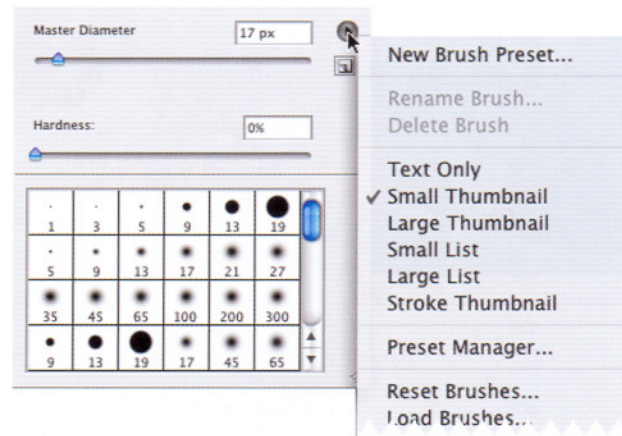 Master Diameter 17 px
Hardness: 0%
1 3 5 9 13 19
5 9 13 17 21 27
35 45 65 100 200 300
9 13 19 17 45 65
New Brush Preset...
Rename Brush...
Delete Brush
Text Only
✓ Small Thumbnail
Large Thumbnail
Small List
Large List
Stroke Thumbnail
Preset Manager...
Reset Brushes...
Load Brushes...